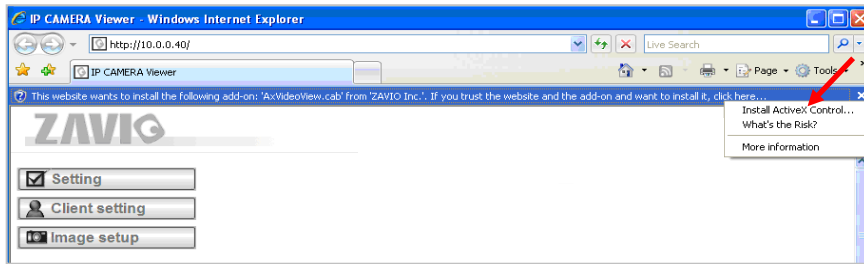 IP CAMERA Viewer - Windows Internet Explorer
http://10.0.0.40/
Live Search
IP CAMERA Viewer
Page
Tools
This website wants to install the following add-on: 'AxVideoView.cab' from 'ZAVIO Inc.'. If you trust the website and the add-on and want to install it, click here...
Install ActiveX Control...
What's the Risk?
More information
ZAVIO
Setting
Client setting
Image setup